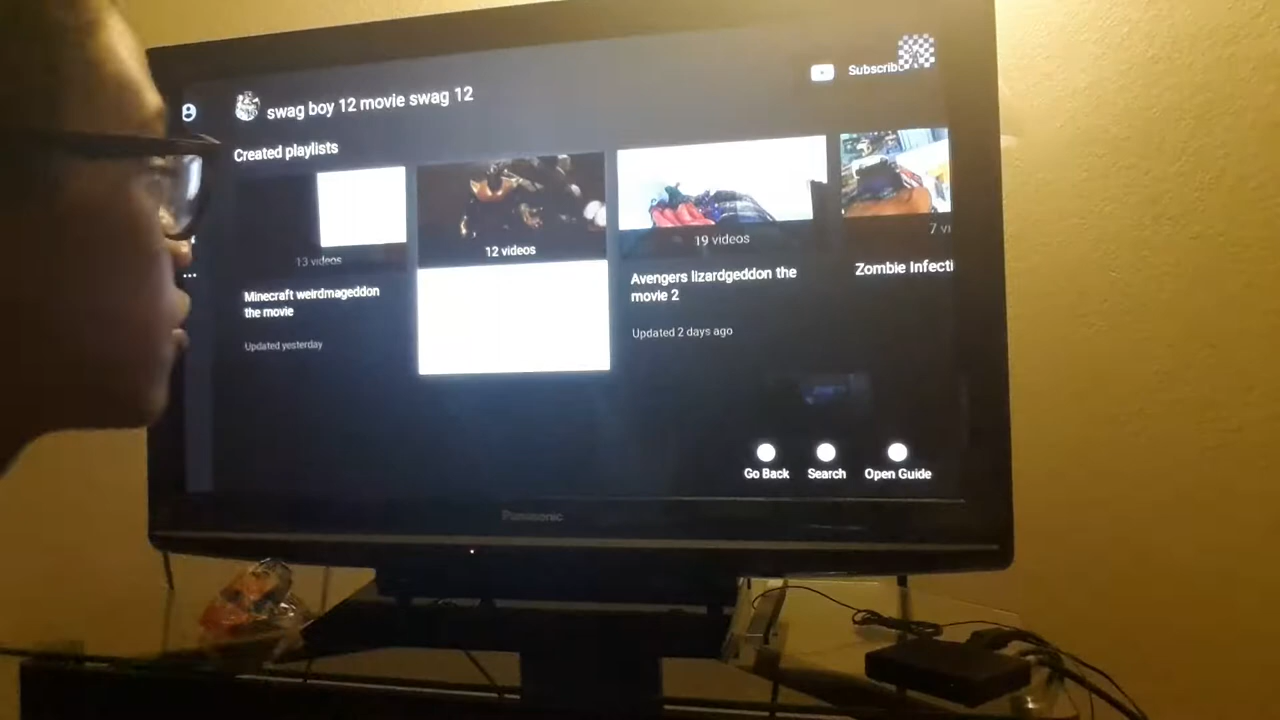 Subscrib
swag boy 12 movie swag 12
Created playlists
13 videos
12 videos
19 videos
7 vi
Minecraft weirdmageddon
the movie
Updated yesterday
Avengers lizardgeddon the
movie 2
Updated 2 days ago
Zombie Infecti
Go Back
Search
Open Guide
Panasonic